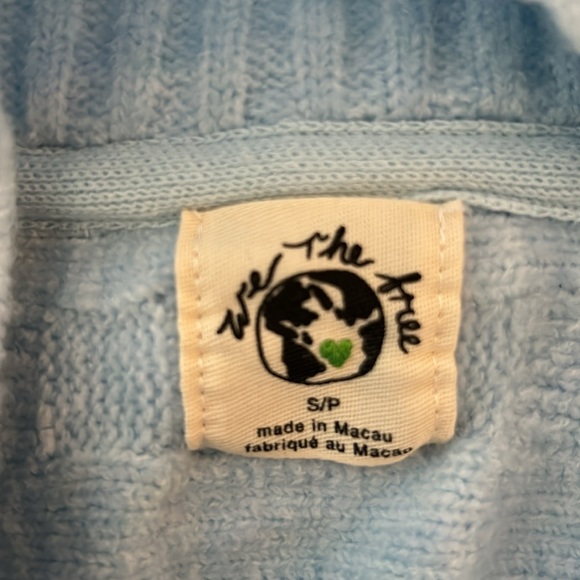 We The Free
S/P
made in Macau
fabriqué au Macao